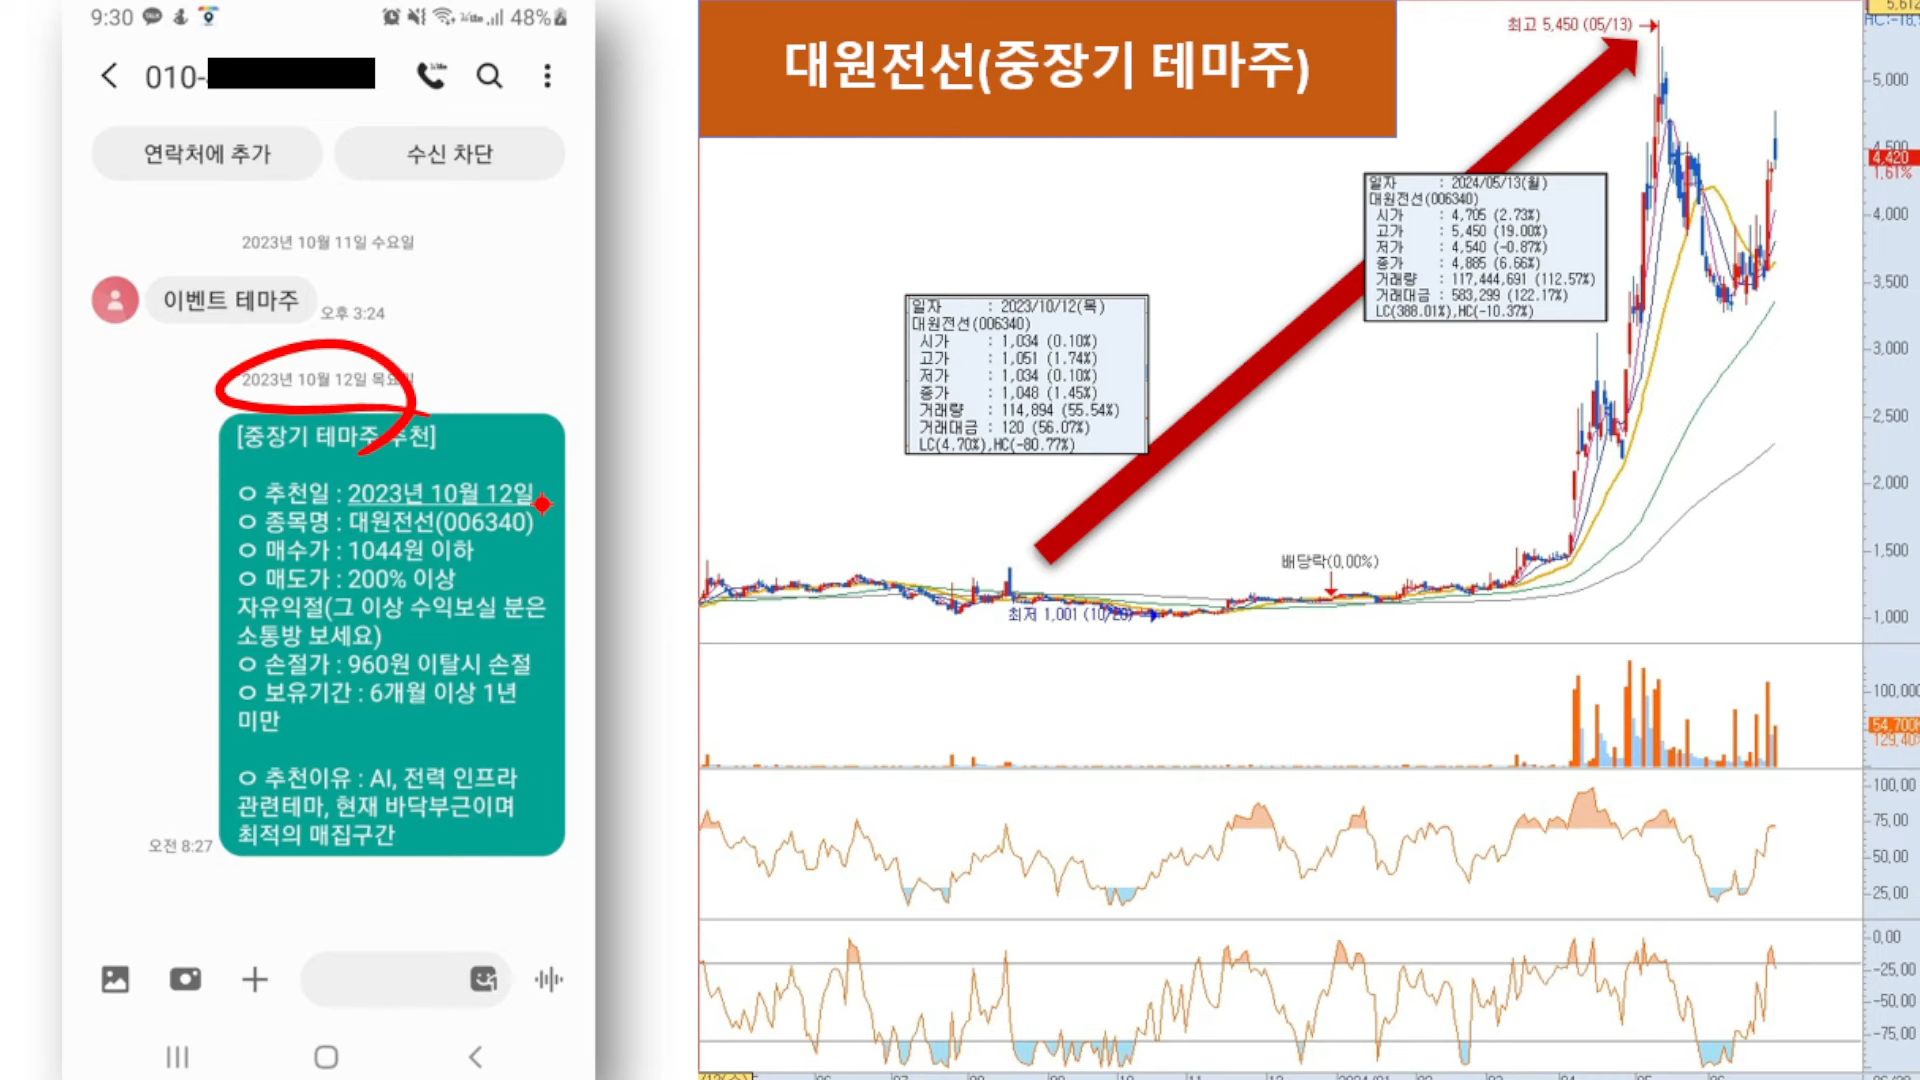 9:30
48%
010-
연락처에 추가
수신 차단
2023년 10월 11일 수요일
이벤트 테마주
오후 3:24
2023년 10월 12일 목요일
[중장기 테마주 추천]
ㅇ 추천일 : 2023년 10월 12일
ㅇ 종목명 : 대원전선(006340)
ㅇ 매수가 : 1044원 이하
ㅇ 매도가 : 200% 이상
자유익절(그 이상 수익보실 분은
소통방 보세요)
ㅇ 손절가 : 960원 이탈시 손절
ㅇ 보유기간 : 6개월 이상 1년
미만
ㅇ 추천이유 : AI, 전력 인프라
관련테마, 현재 바닥부근이며
최적의 매집구간
오전 8:27
대원전선(중장기 테마주)
최고 5,450 (05/13)
일자 : 2024/05/13(월)
대원전선(006340)
시가 : 4,705 (2.73%)
고가 : 5,450 (19.00%)
저가 : 4,540 (-0.87%)
종가 : 4,885 (6.66%)
거래량 : 117,444,691 (112.57%)
거래대금 : 583,299 (122.17%)
LC(388.01%),HC(-10.37%)
일자 : 2023/10/12(목)
대원전선(006340)
시가 : 1,034 (0.10%)
고가 : 1,051 (1.74%)
저가 : 1,034 (0.10%)
종가 : 1,048 (1.45%)
거래량 : 114,894 (55.54%)
거래대금 : 120 (56.07%)
LC(4.70%),HC(-80.77%)
배당락(0.00%)
최저 1,001 (10/26)
5,000
4,500
4,420
1.61%
4,000
3,500
3,000
2,500
2,000
1,500
1,000
100,000
54,700
129.40
100.00
75.00
50.00
25.00
0.00
-25.00
-50.00
-75.00